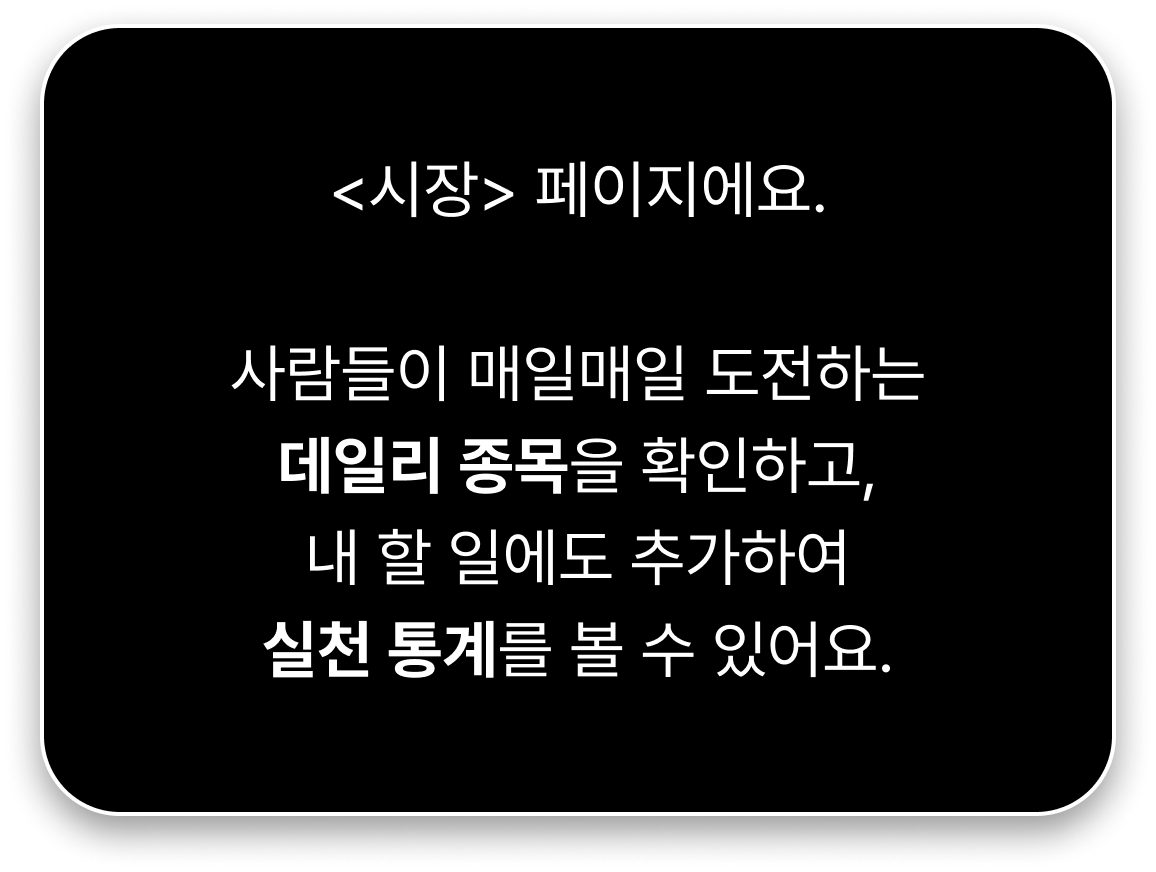 <시장> 페이지에요.
사람들이 매일매일 도전하는
데일리 종목을 확인하고,
내 할 일에도 추가하여
실천 통계를 볼 수 있어요.